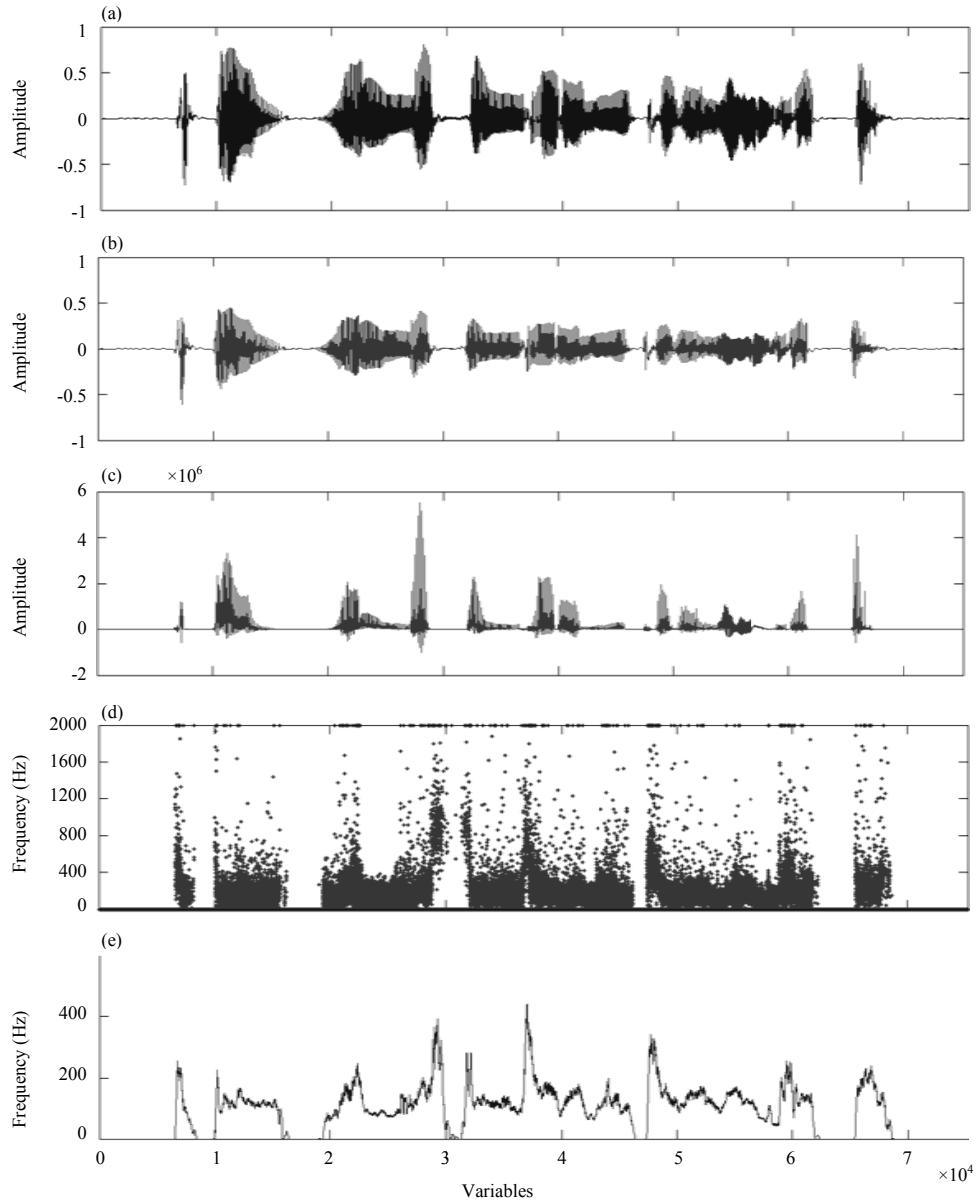 (a)
1
0.5
0
-0.5
-1
Amplitude
(b)
1
0.5
0
-0.5
-1
Amplitude
(c)
×10⁶
6
4
2
0
-2
Amplitude
(d)
2000
1600
1200
800
400
0
Frequency (Hz)
(e)
400
200
0
Frequency (Hz)
0 1 2 3 4 5 6 7
×10⁴
Variables